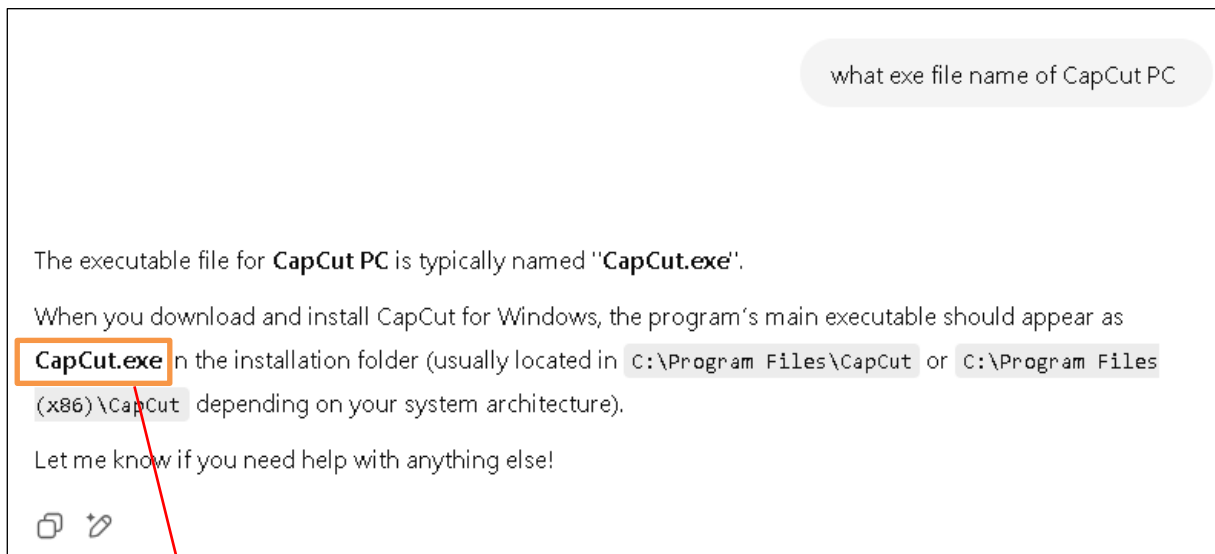 what exe file name of CapCut PC
The executable file for CapCut PC is typically named "CapCut.exe".
When you download and install CapCut for Windows, the program's main executable should appear as
CapCut.exe in the installation folder (usually located in C:\Program Files\CapCut or C:\Program Files
(x86)\CapCut depending on your system architecture).
Let me know if you need help with anything else!